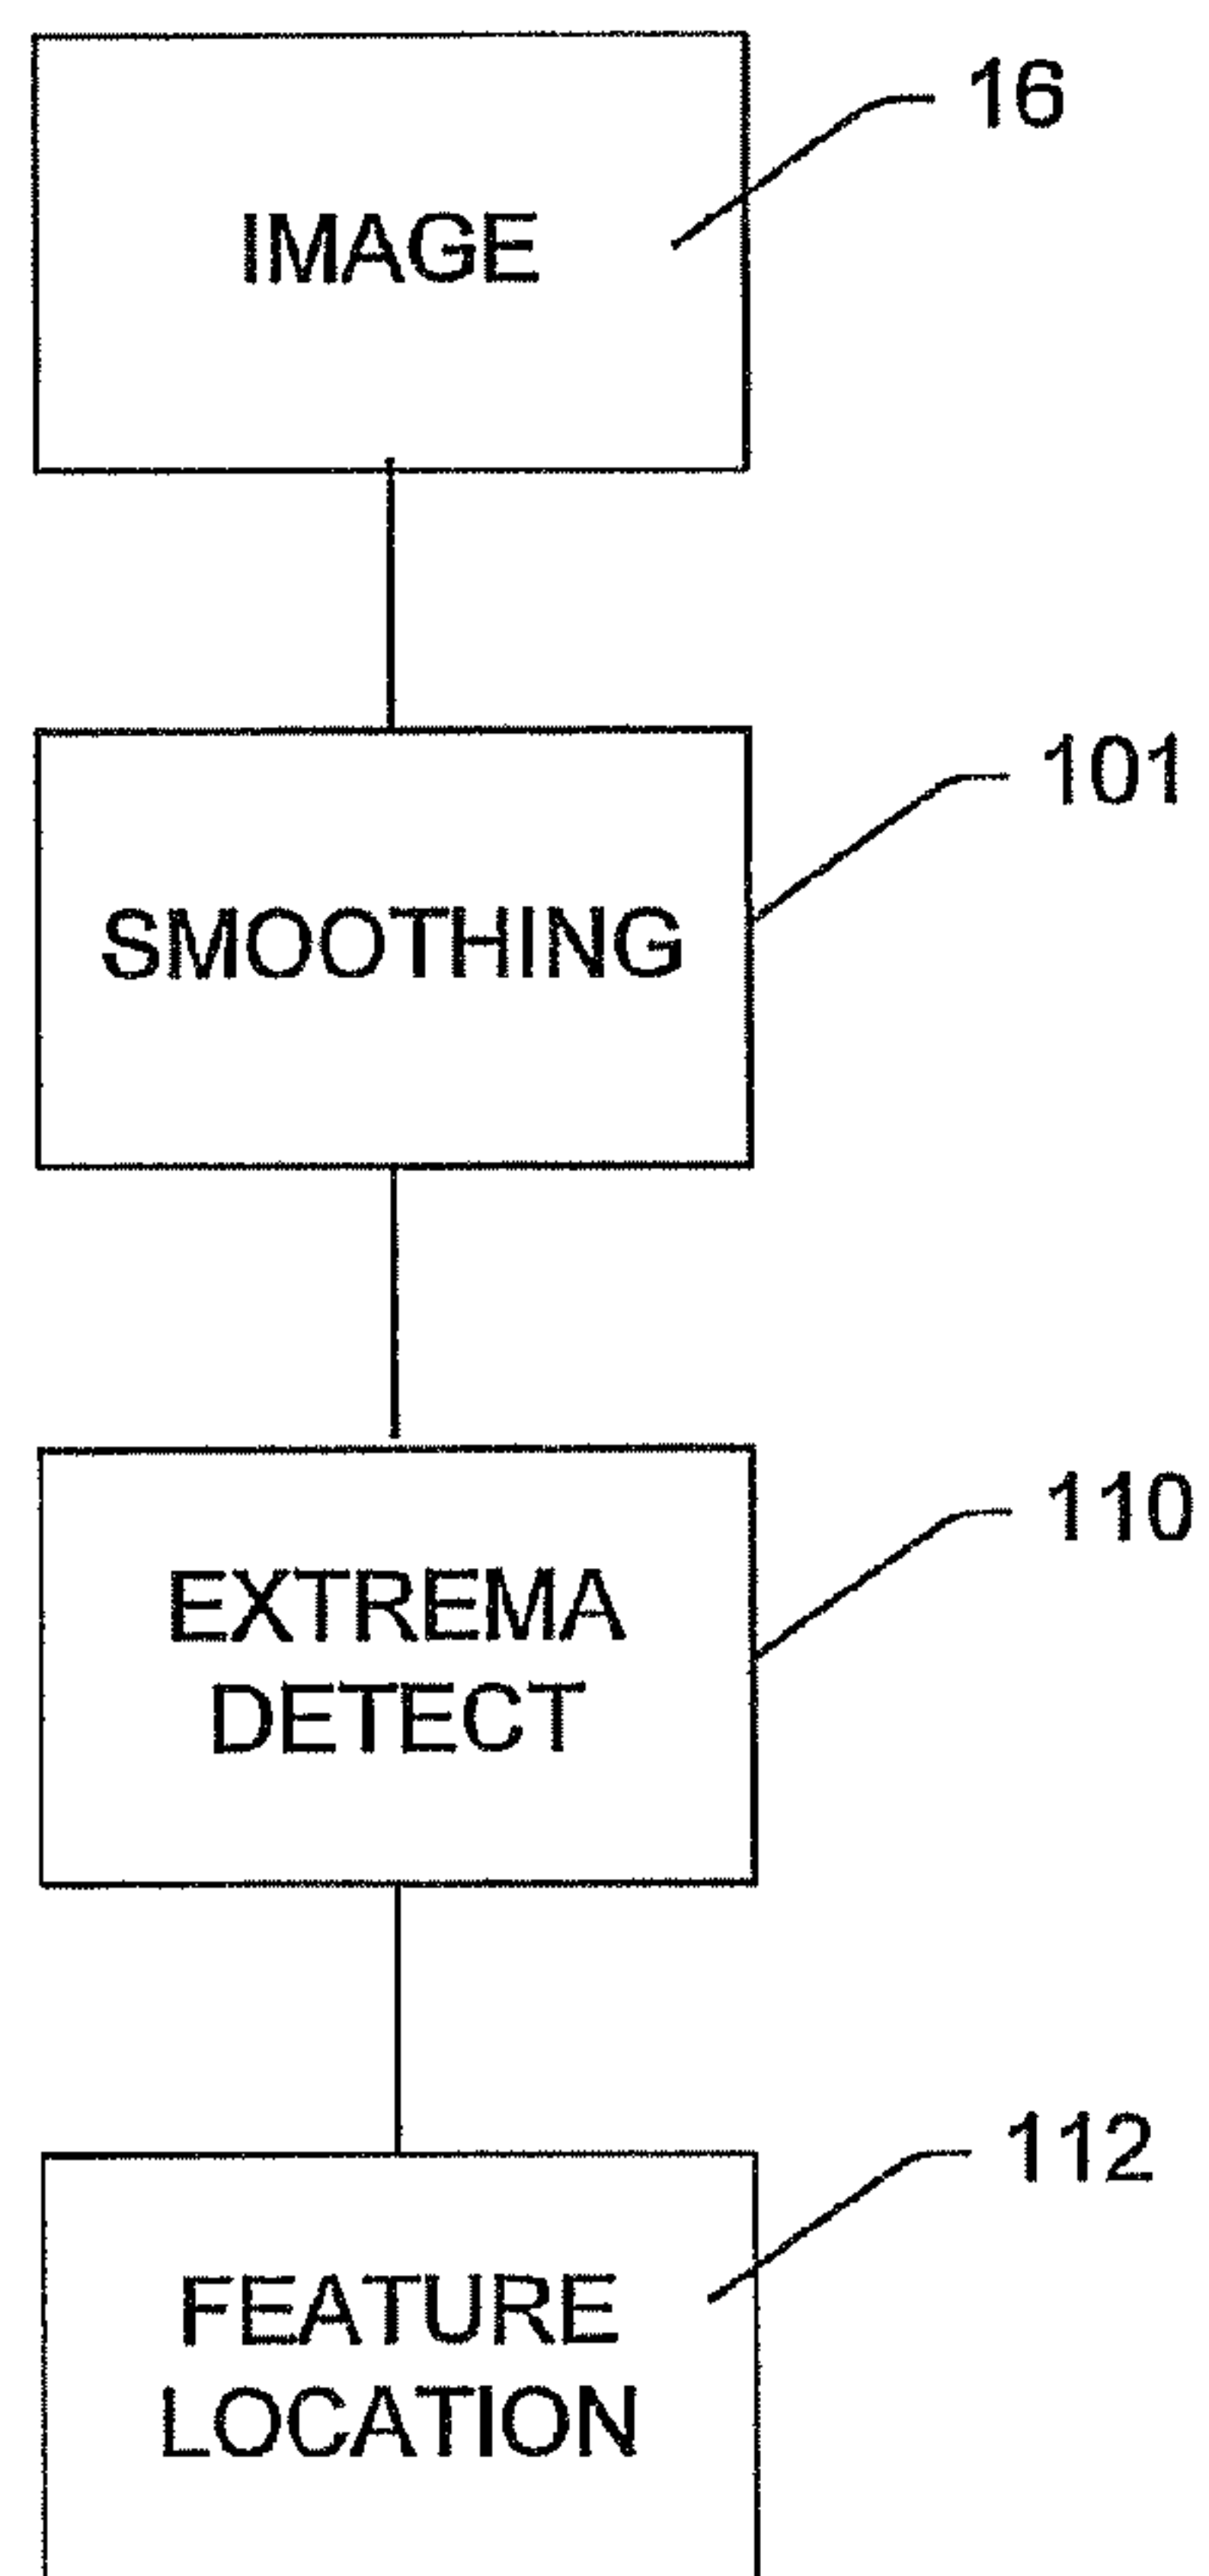 IMAGE
16
SMOOTHING
101
EXTREMA
DETECT
110
FEATURE
LOCATION
112